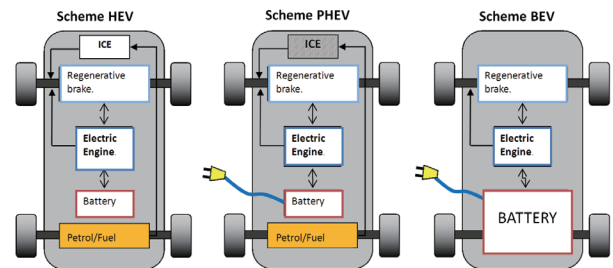 Scheme HEV
ICE
Regenerative
brake.
Electric
Engine.
Battery
Petrol/Fuel
Scheme PHEV
ICE
Regenerative
brake.
Electric
Engine.
Battery
Petrol/Fuel
Scheme BEV
Regenerative
brake.
Electric
Engine.
BATTERY